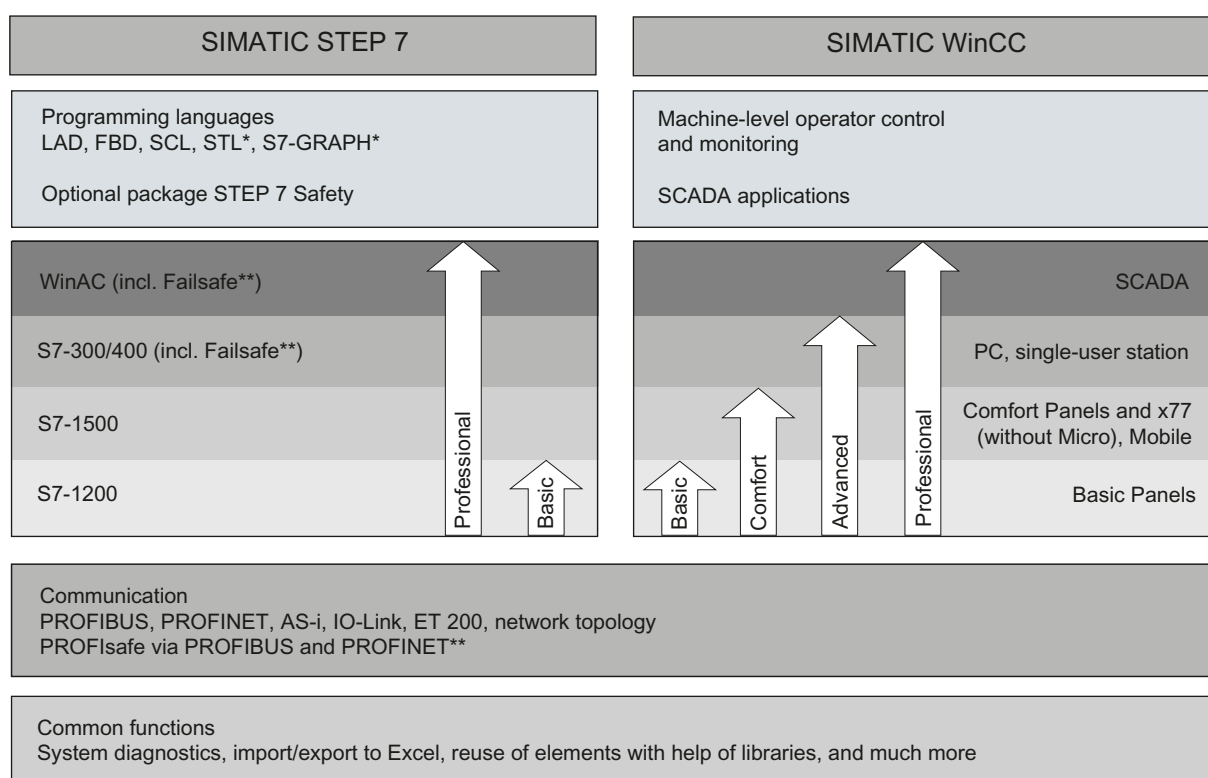 SIMATIC STEP 7
Programming languages
LAD, FBD, SCL, STL*, S7-GRAPH*
Optional package STEP 7 Safety
WinAC (incl. Failsafe**)
S7-300/400 (incl. Failsafe**)
S7-1500
S7-1200
Professional
Basic
SIMATIC WinCC
Machine-level operator control
and monitoring
SCADA applications
SCADA
PC, single-user station
Comfort Panels and x77
(without Micro), Mobile
Basic Panels
Basic
Comfort
Advanced
Professional
Communication
PROFIBUS, PROFINET, AS-i, IO-Link, ET 200, network topology
PROFIsafe via PROFIBUS and PROFINET**
Common functions
System diagnostics, import/export to Excel, reuse of elements with help of libraries, and much more